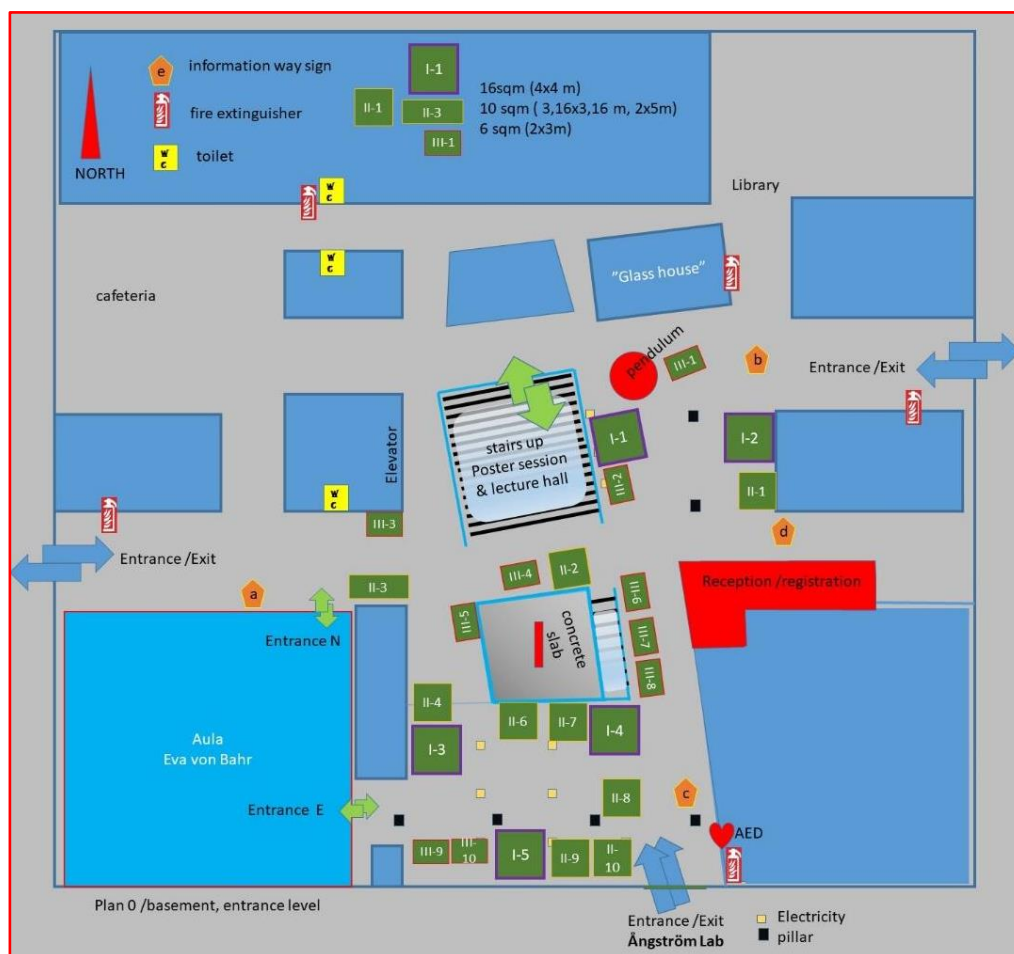 e
information way sign
fire extinguisher
W
C
toilet
NORTH
I-1
II-1
II-3
III-1
16sqm (4x4 m)
10 sqm ( 3,16x3,16 m, 2x5m)
6 sqm (2x3m)
Library
W
C
W
C
"Glass house"
cafeteria
pendulum
III-1
b
Entrance /Exit
Elevator
stairs up
Poster session
& lecture hall
I-1
I-2
III-2
II-1
W
C
III-3
d
Entrance /Exit
III-4
II-2
Reception /registration
a
II-3
III-6
Entrance N
III-5
concrete
slab
III-7
III-8
II-4
II-6
II-7
I-4
Aula
Eva von Bahr
I-3
Entrance E
II-8
c
AED
III-9
III-
10
I-5
II-9
II-
10
Plan 0 /basement, entrance level
Entrance /Exit
Ångström Lab
Electricity
pillar